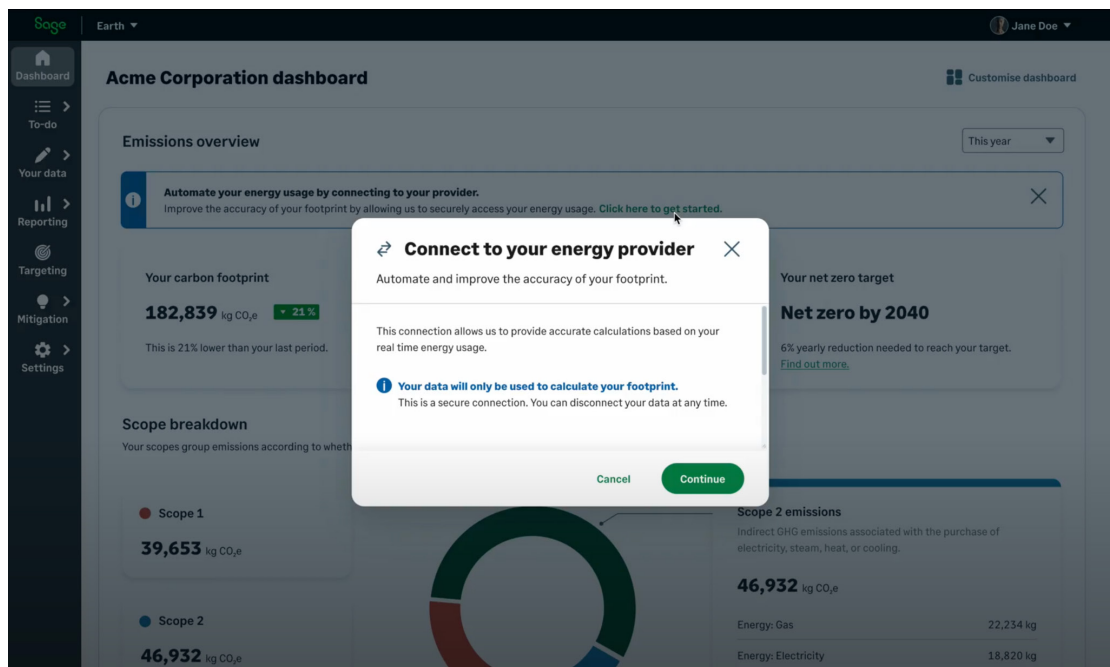 Sage
Earth
Jane Doe
Dashboard
To-do
Your data
Reporting
Targeting
Mitigation
Settings
Acme Corporation dashboard
Customise dashboard
Emissions overview
This year
Automate your energy usage by connecting to your provider.
Improve the accuracy of your footprint by allowing us to securely access your energy usage. Click here to get started.
Your carbon footprint
182,839 kg CO₂e
21 %
This is 21% lower than your last period.
Connect to your energy provider
Automate and improve the accuracy of your footprint.
This connection allows us to provide accurate calculations based on your
real time energy usage.
Your data will only be used to calculate your footprint.
This is a secure connection. You can disconnect your data at any time.
Cancel
Continue
Your net zero target
Net zero by 2040
6% yearly reduction needed to reach your target.
Find out more.
Scope breakdown
Your scopes group emissions according to
Scope 1
39,653 kg CO₂e
Scope 2
46,932 kg CO₂e
Scope 2 emissions
Indirect GHG emissions associated with the purchase of
electricity, steam, heat, or cooling.
46,932 kg CO₂e
Energy: Gas
22,234 kg
Energy: Electricity
18,820 kg